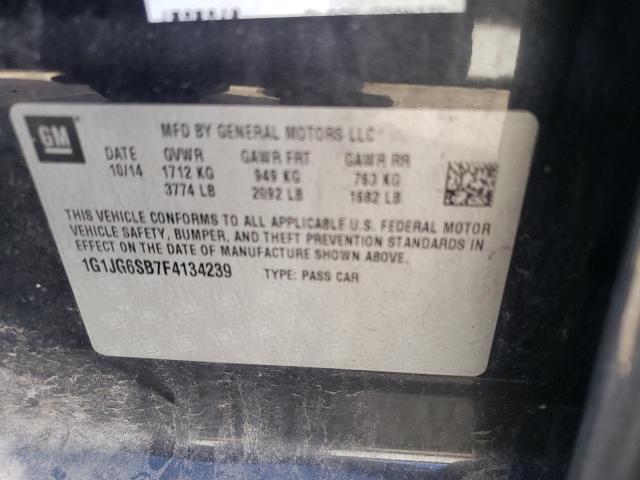 GM
MFD BY GENERAL MOTORS LLC
DATE GVWR GAWR FRT GAWR RR
10/14 1712 KG 949 KG 763 KG
3774 LB 2092 LB 1682 LB
THIS VEHICLE CONFORMS TO ALL APPLICABLE U.S. FEDERAL MOTOR
VEHICLE SAFETY, BUMPER, AND THEFT PREVENTION STANDARDS IN
EFFECT ON THE DATE OF MANUFACTURE SHOWN ABOVE.
1G1JG6SB7F4134239 TYPE: PASS CAR